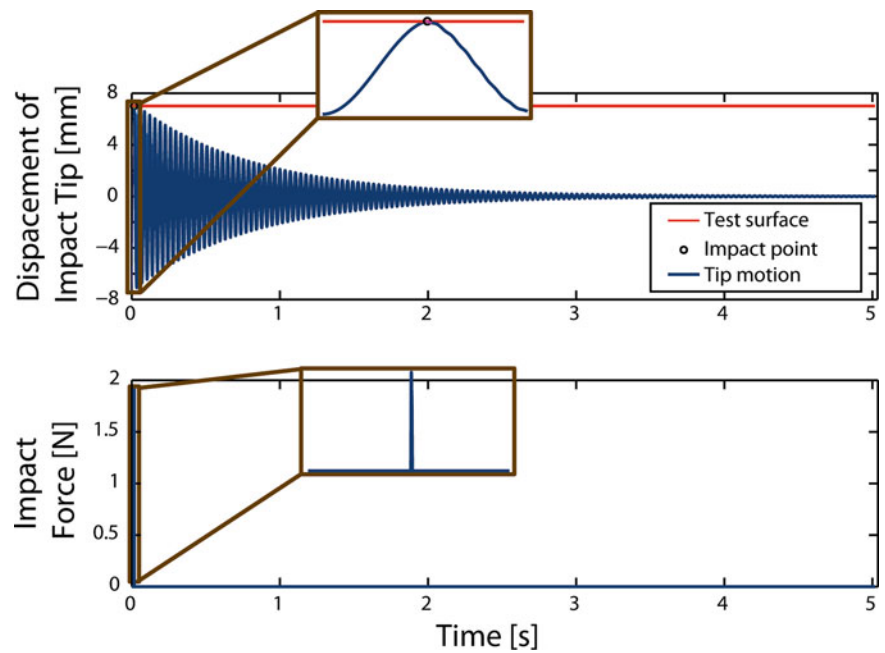 Dispacement of
Impact Tip [mm]
8
4
0
−4
−8
Test surface
Impact point
Tip motion
0 1 2 3 4 5
Impact
Force [N]
2
1.5
1
0.5
0
0 1 2 3 4 5
Time [s]